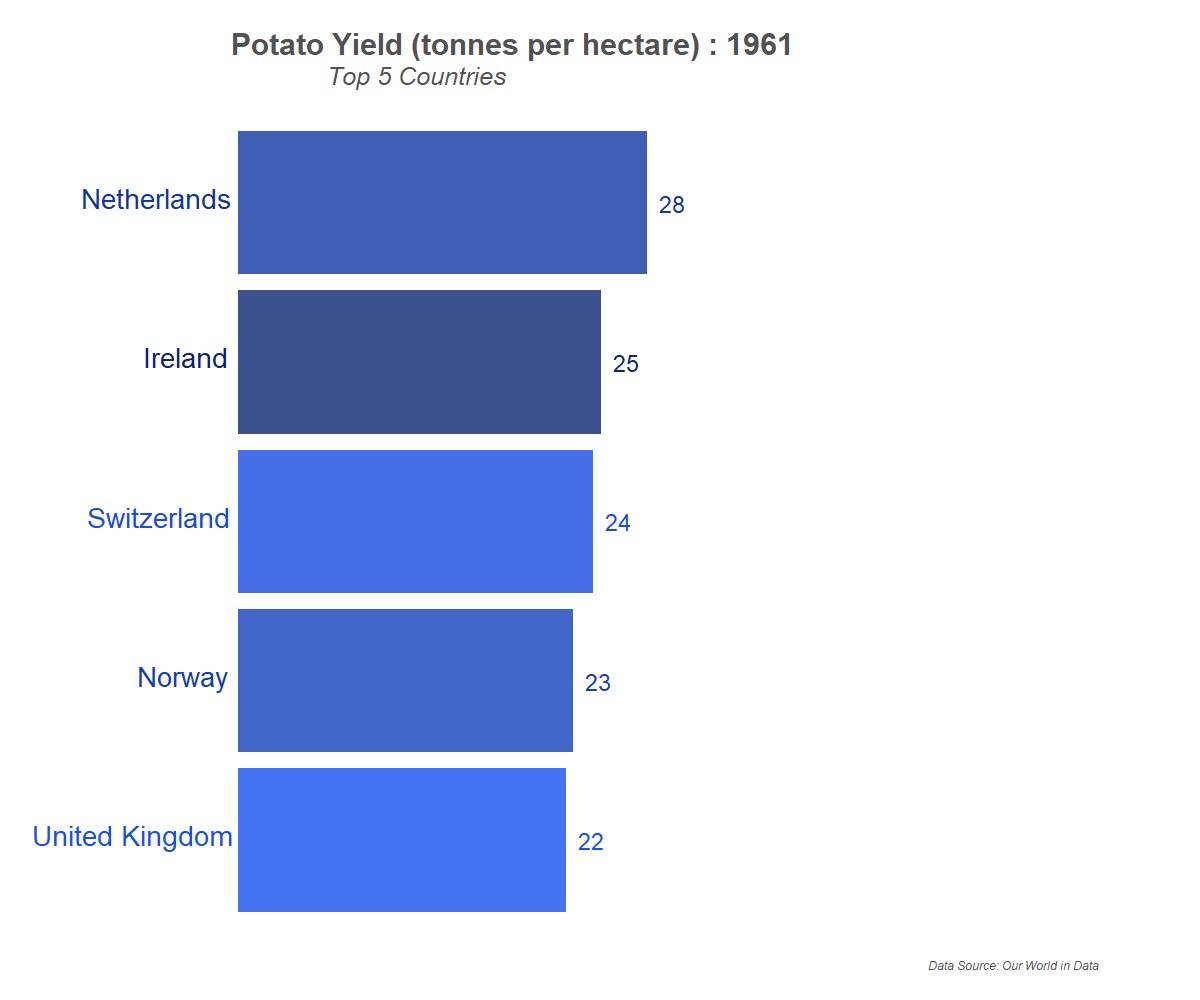 Potato Yield (tonnes per hectare) : 1961
Top 5 Countries
Netherlands 28
Ireland 25
Switzerland 24
Norway 23
United Kingdom 22
Data Source: Our World in Data